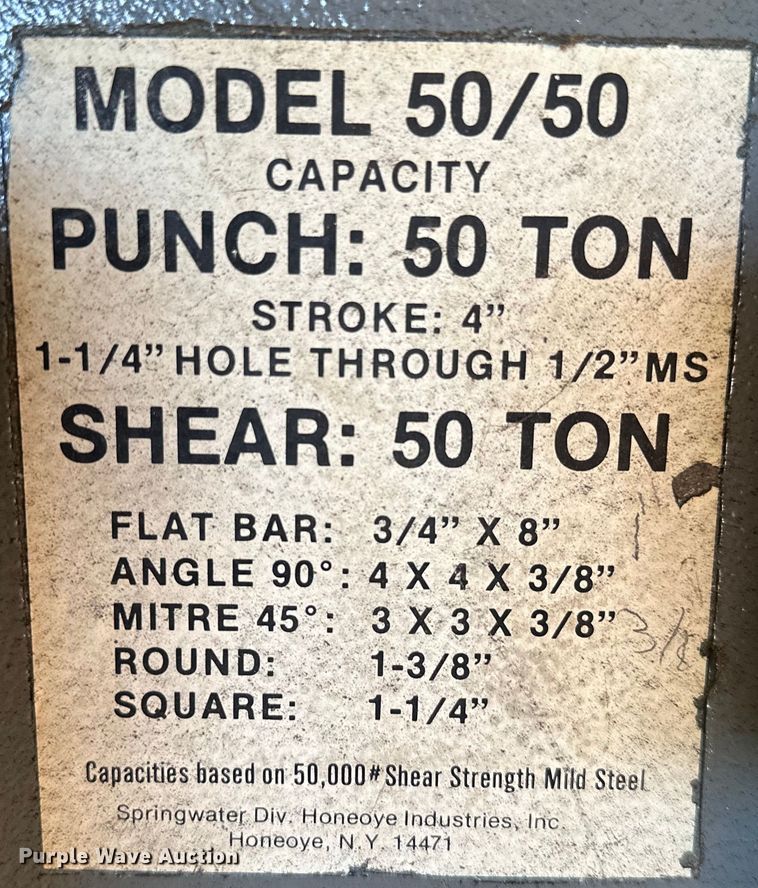 MODEL 50/50
CAPACITY
PUNCH: 50 TON
STROKE: 4”
1-1/4” HOLE THROUGH 1/2” MS
SHEAR: 50 TON
FLAT BAR: 3/4” X 8”
ANGLE 90°: 4 X 4 X 3/8”
MITRE 45°: 3 X 3 X 3/8”
ROUND: 1-3/8”
SQUARE: 1-1/4”
Capacities based on 50,000# Shear Strength Mild Steel
Springwater Div. Honeoye Industries, Inc.
Honeoye, N.Y. 14471
Purple Wave Auction